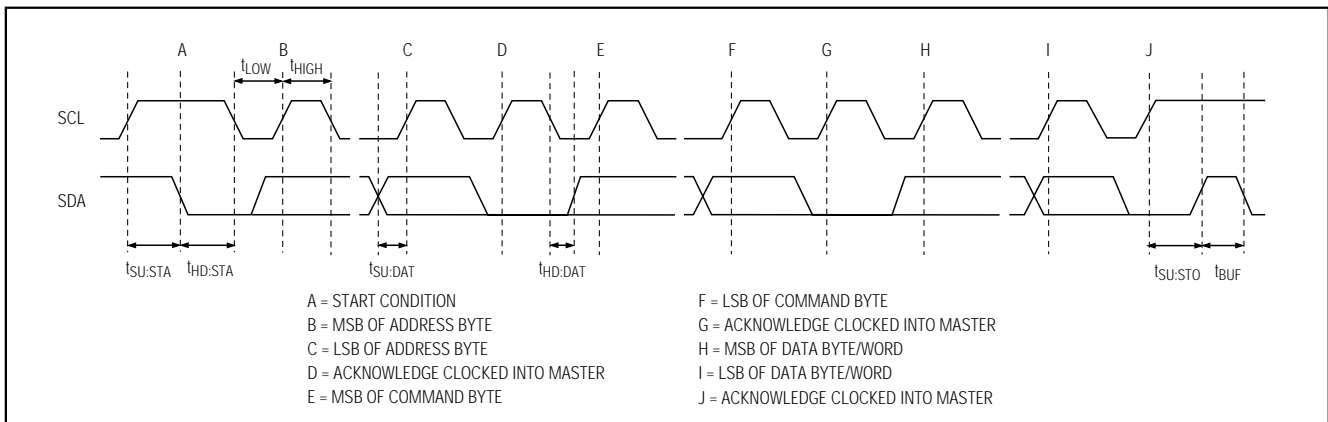 A B C D E F G H I J
tLOW tHIGH
SCL
SDA
tSU:STA tHD:STA tSU:DAT tHD:DAT tSU:STO tBUF
A = START CONDITION
B = MSB OF ADDRESS BYTE
C = LSB OF ADDRESS BYTE
D = ACKNOWLEDGE CLOCKED INTO MASTER
E = MSB OF COMMAND BYTE
F = LSB OF COMMAND BYTE
G = ACKNOWLEDGE CLOCKED INTO MASTER
H = MSB OF DATA BYTE/WORD
I = LSB OF DATA BYTE/WORD
J = ACKNOWLEDGE CLOCKED INTO MASTER